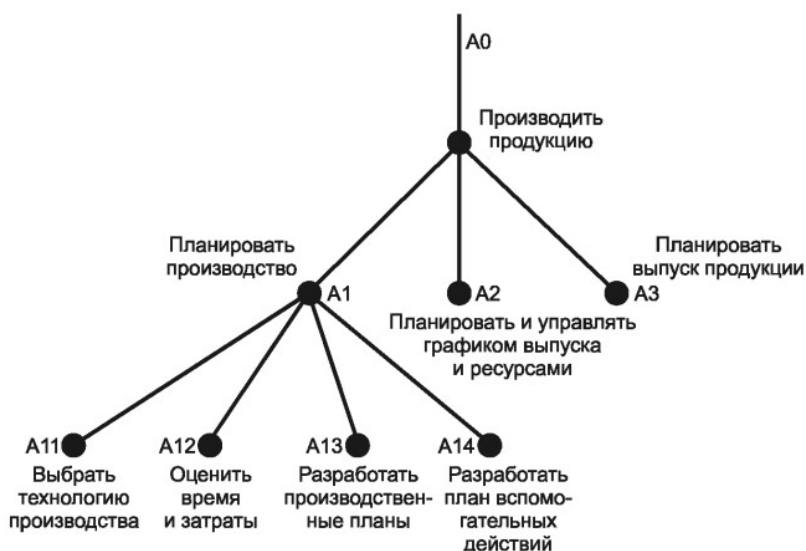 A0
Производить
продукцию
Планировать
производство
Планировать
выпуск продукции
A1
A2
A3
Планировать и управлять
графиком выпуска
и ресурсами
A11
A12
A13
A14
Выбрать
технологию
производства
Оценить
время
и затраты
Разработать
производствен-
ные планы
Разработать
план вспомо-
гательных
действий